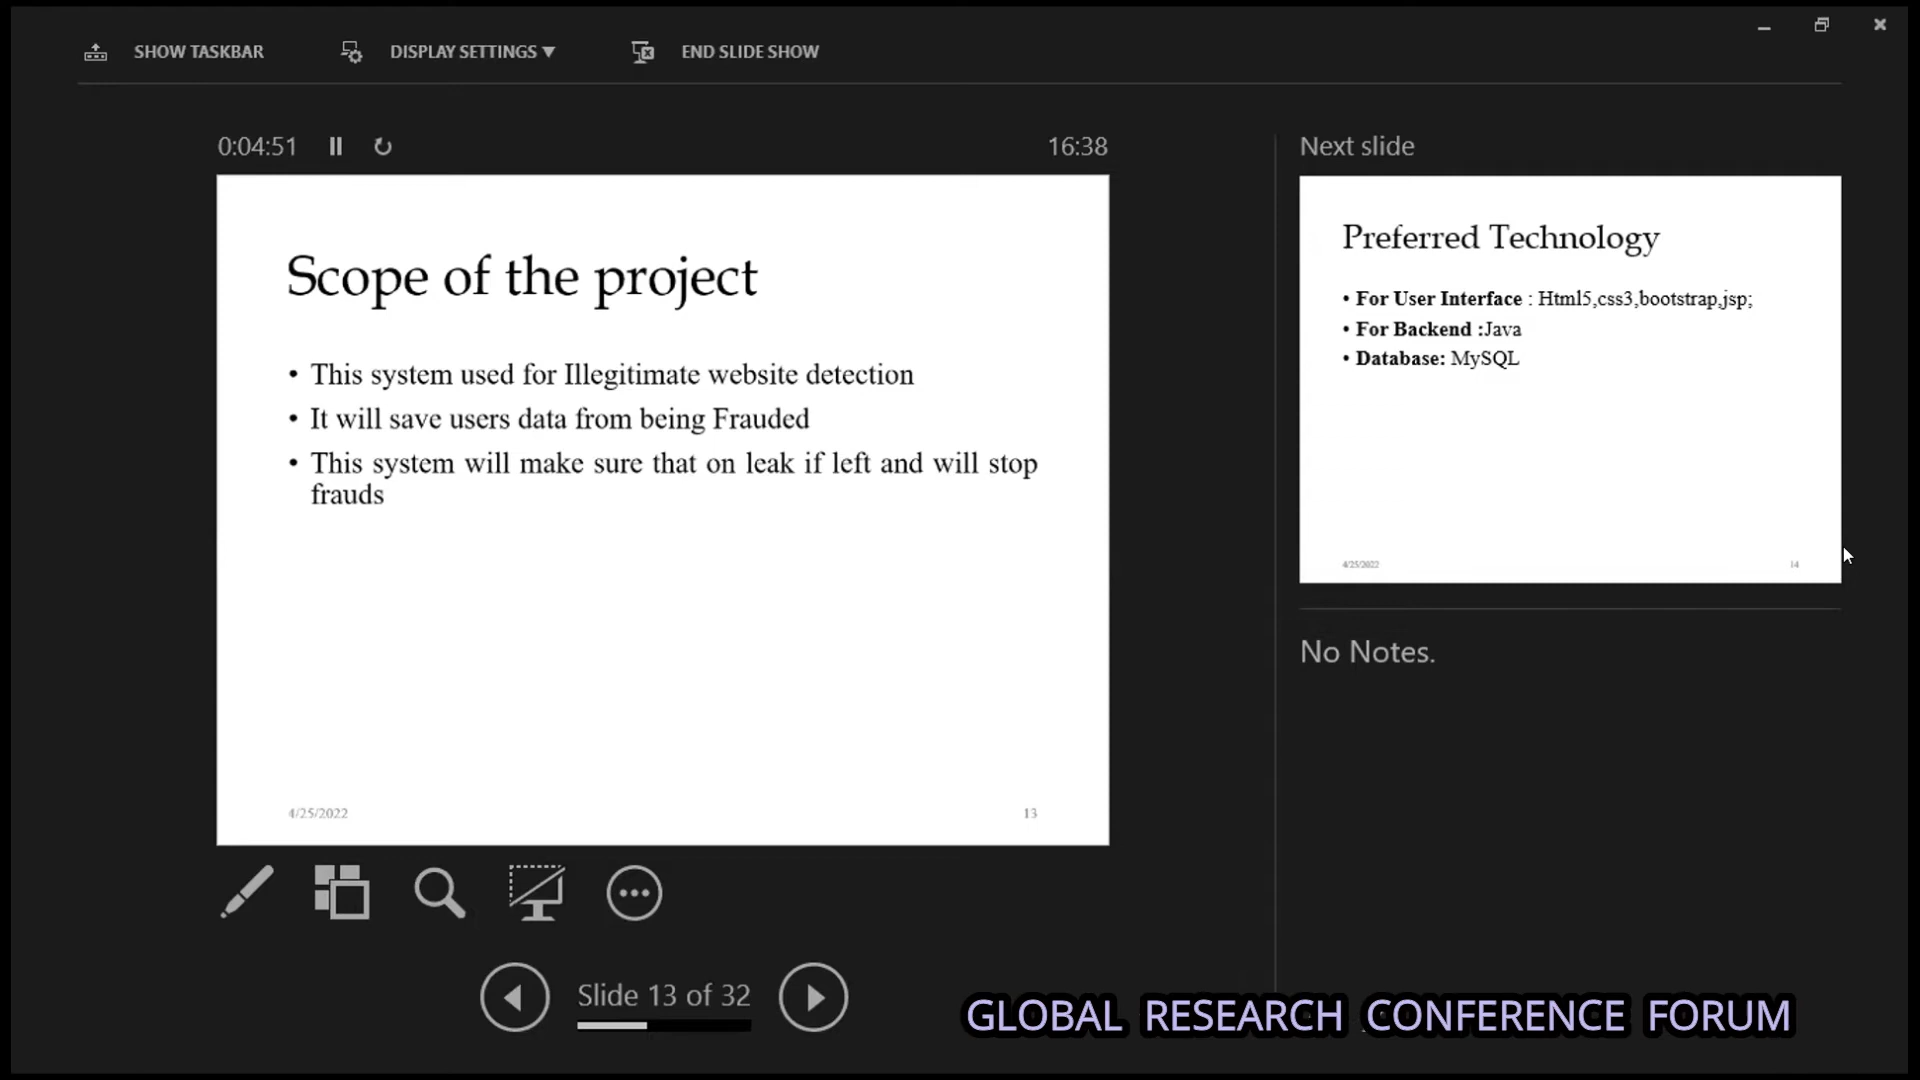 SHOW TASKBAR
DISPLAY SETTINGS ▼
END SLIDE SHOW
0:04:51
16:38
Next slide
Scope of the project
• This system used for Illegitimate website detection
• It will save users data from being Frauded
• This system will make sure that on leak if left and will stop
frauds
4/25/2022
13
Preferred Technology
• For User Interface : Html5,css3,bootstrap,jsp;
• For Backend :Java
• Database: MySQL
4/25/2022
14
No Notes.
Slide 13 of 32
GLOBAL RESEARCH CONFERENCE FORUM